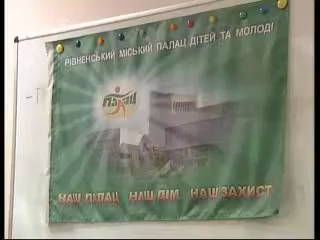 РІВНЕНСЬКИЙ МІСЬКИЙ ПАЛАЦ ДІТЕЙ ТА МОЛОДІ
ПАЛАЦ
НАШ ПАЛАЦ НАШ ДІМ НАШ ЗАХИСТ